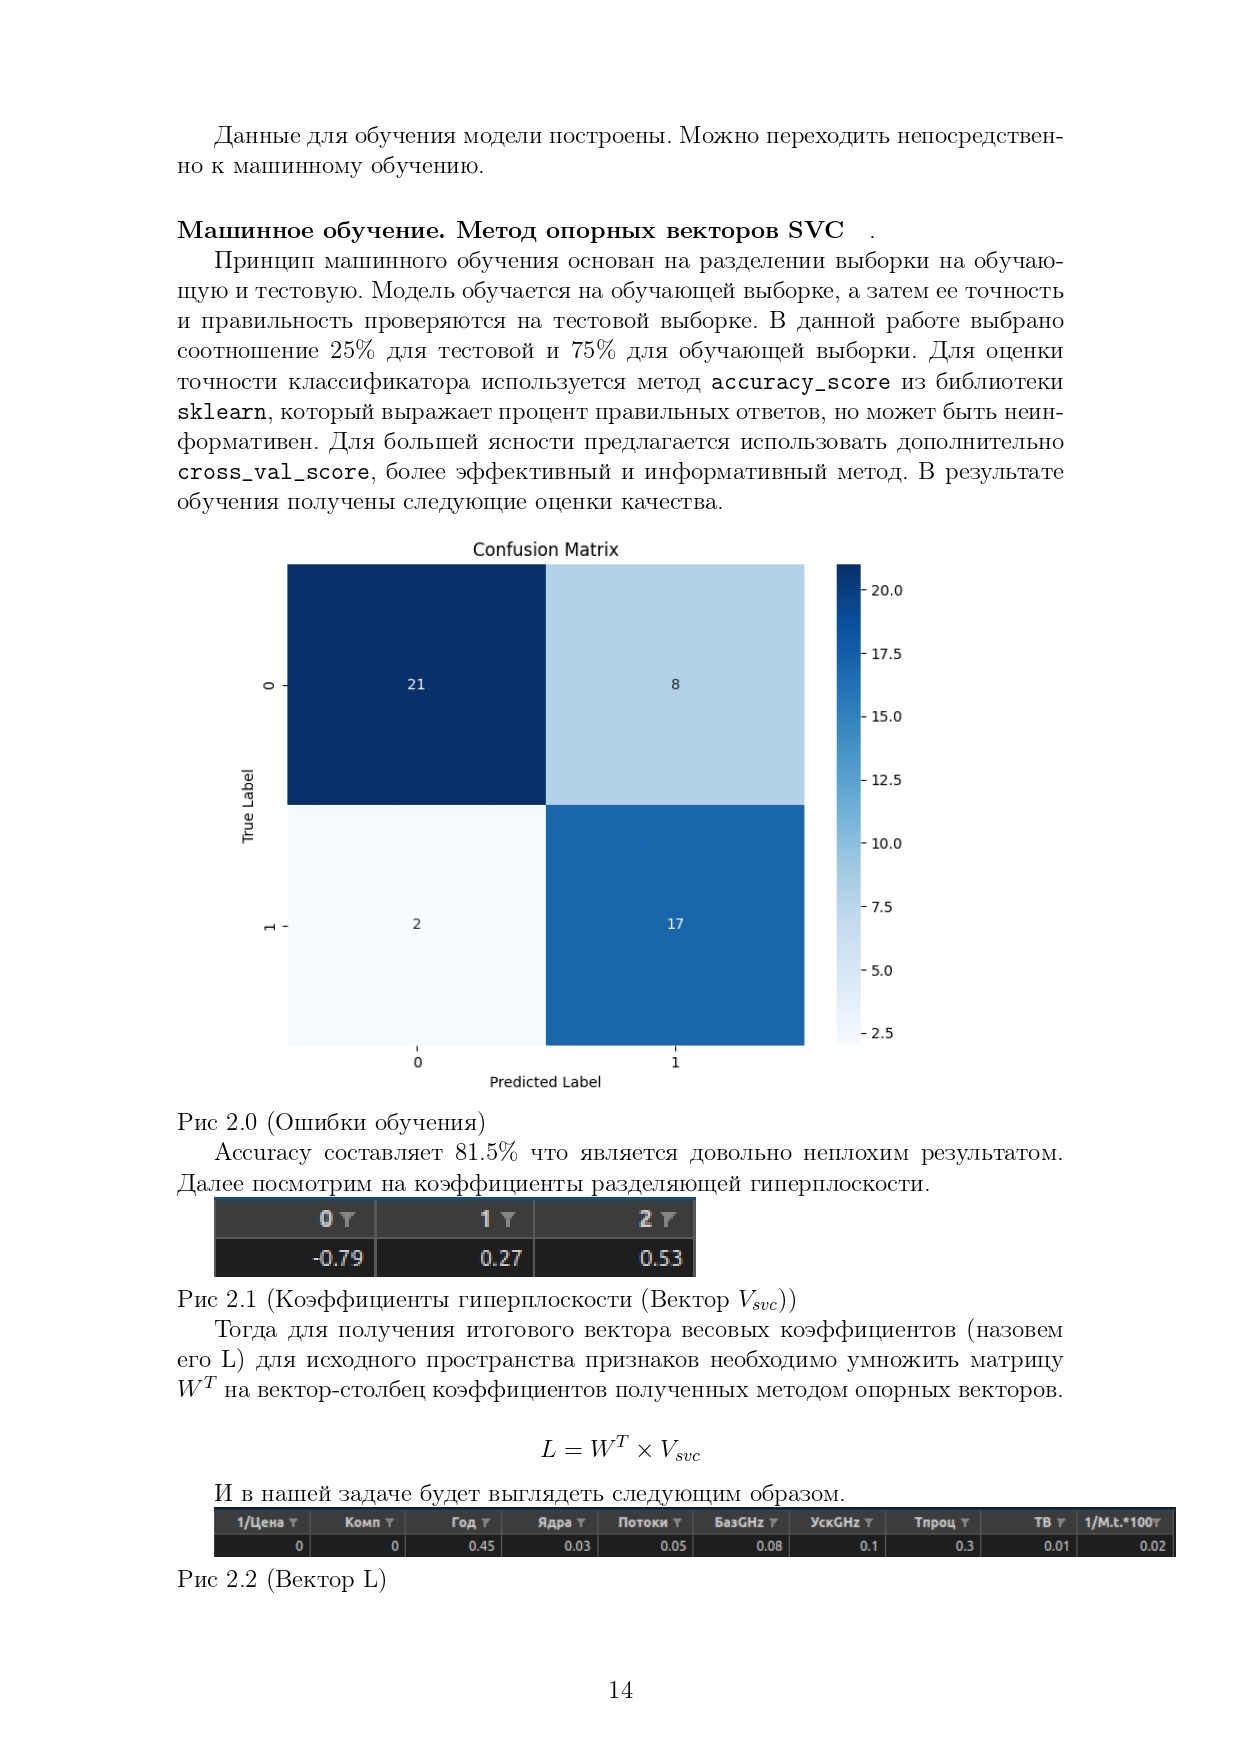 Данные для обучения модели построены. Можно переходить непосредствен-
но к машинному обучению.
Машинное обучение. Метод опорных векторов SVC .
Принцип машинного обучения основан на разделении выборки на обучаю-
щую и тестовую. Модель обучается на обучающей выборке, а затем ее точность
и правильность проверяются на тестовой выборке. В данной работе выбрано
соотношение 25% для тестовой и 75% для обучающей выборки. Для оценки
точности классификатора используется метод accuracy_score из библиотеки
sklearn, который выражает процент правильных ответов, но может быть неин-
формативен. Для большей ясности предлагается использовать дополнительно
cross_val_score, более эффективный и информативный метод. В результате
обучения получены следующие оценки качества.
Confusion Matrix
True Label
0
1
21
8
2
17
0
1
Predicted Label
20.0
17.5
15.0
12.5
10.0
7.5
5.0
2.5
Рис 2.0 (Ошибки обучения)
Accuracy составляет 81.5% что является довольно неплохим результатом.
Далее посмотрим на коэффициенты разделяющей гиперплоскости.
0 1 2
-0.79 0.27 0.53
Рис 2.1 (Коэффициенты гиперплоскости (Вектор V_{svc}))
Тогда для получения итогового вектора весовых коэффициентов (назовем
его L) для исходного пространства признаков необходимо умножить матрицу
W^T на вектор-столбец коэффициентов полученных методом опорных векторов.
L = W^T × V_{svc}
И в нашей задаче будет выглядеть следующим образом.
1/Цена Комп Год Ядра Потоки БазGHz УскGHz Тпроц ТВ 1/M.t.*100
0 0 0.45 0.03 0.05 0.08 0.1 0.3 0.01 0.02
Рис 2.2 (Вектор L)
14